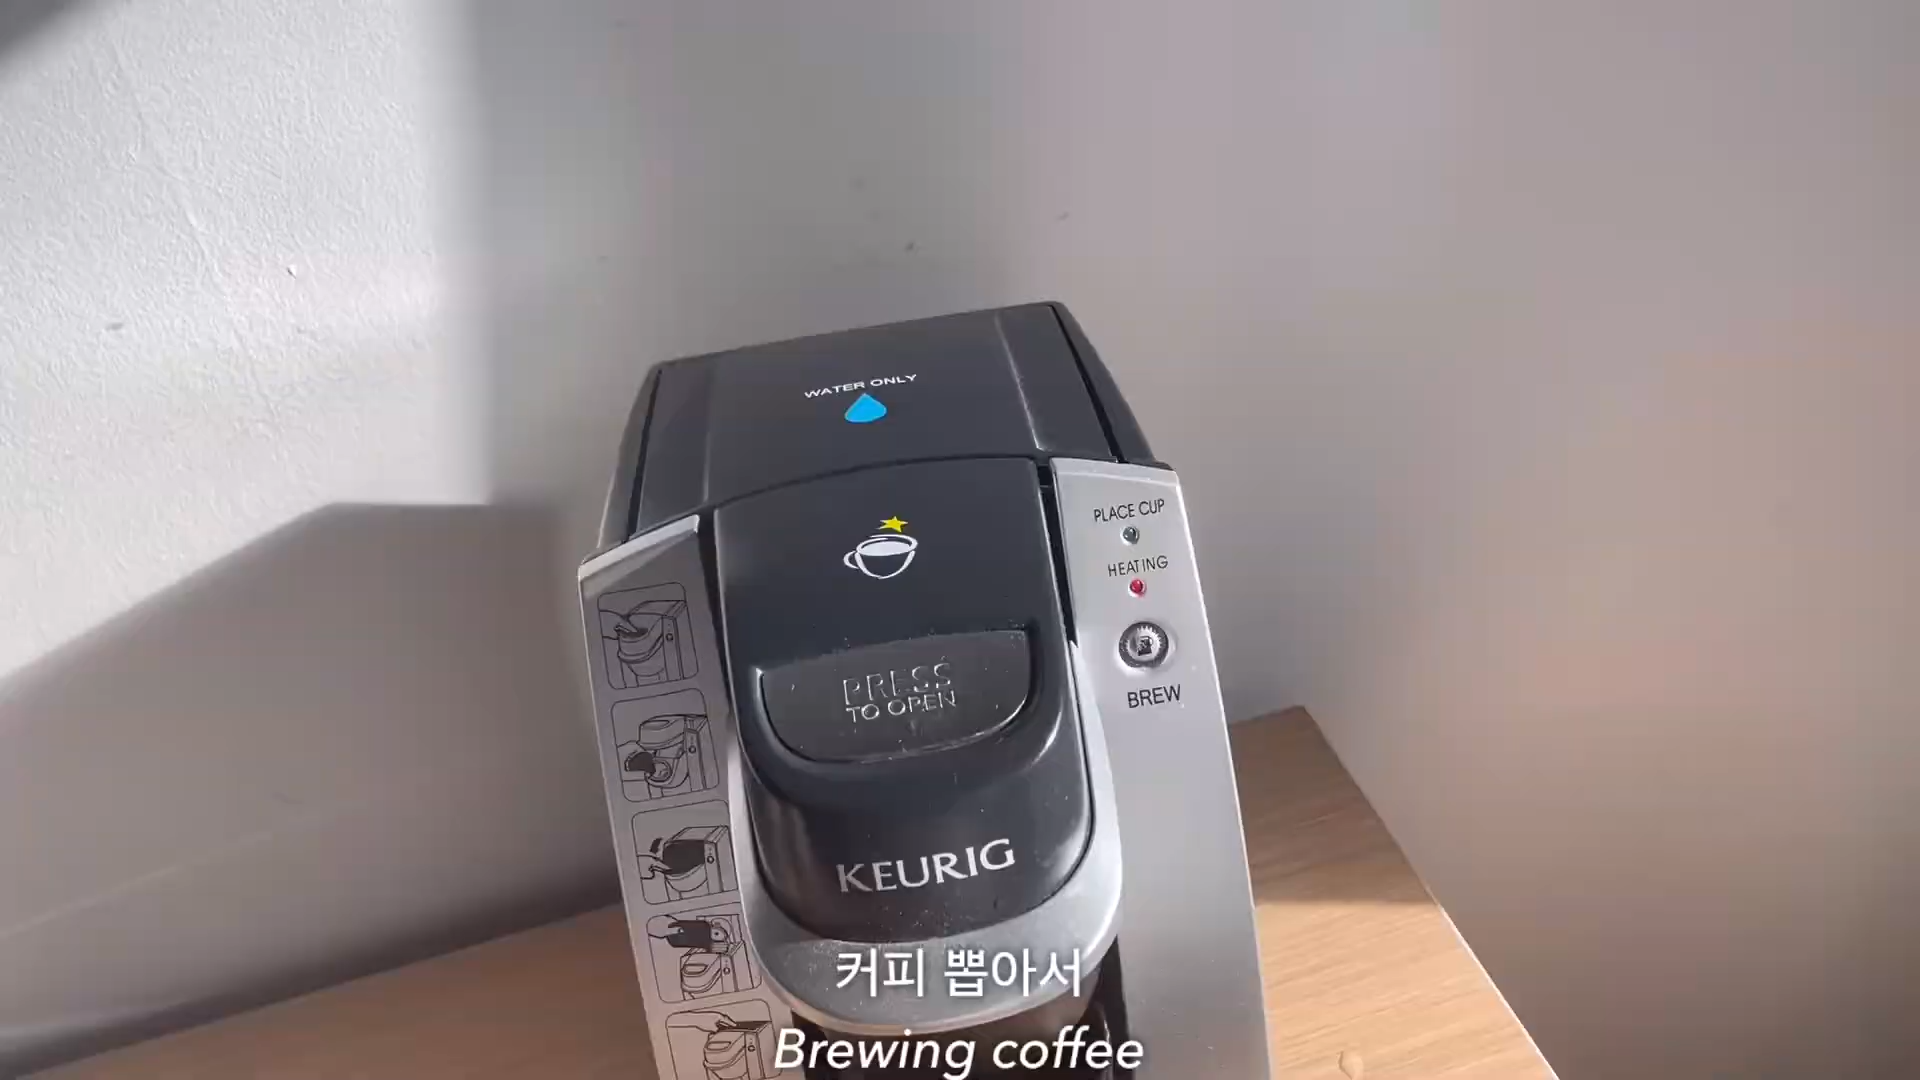 WATER ONLY
PLACE CUP
HEATING
BREW
PRESS
TO OPEN
KEURIG
커피 뽑아서
Brewing coffee